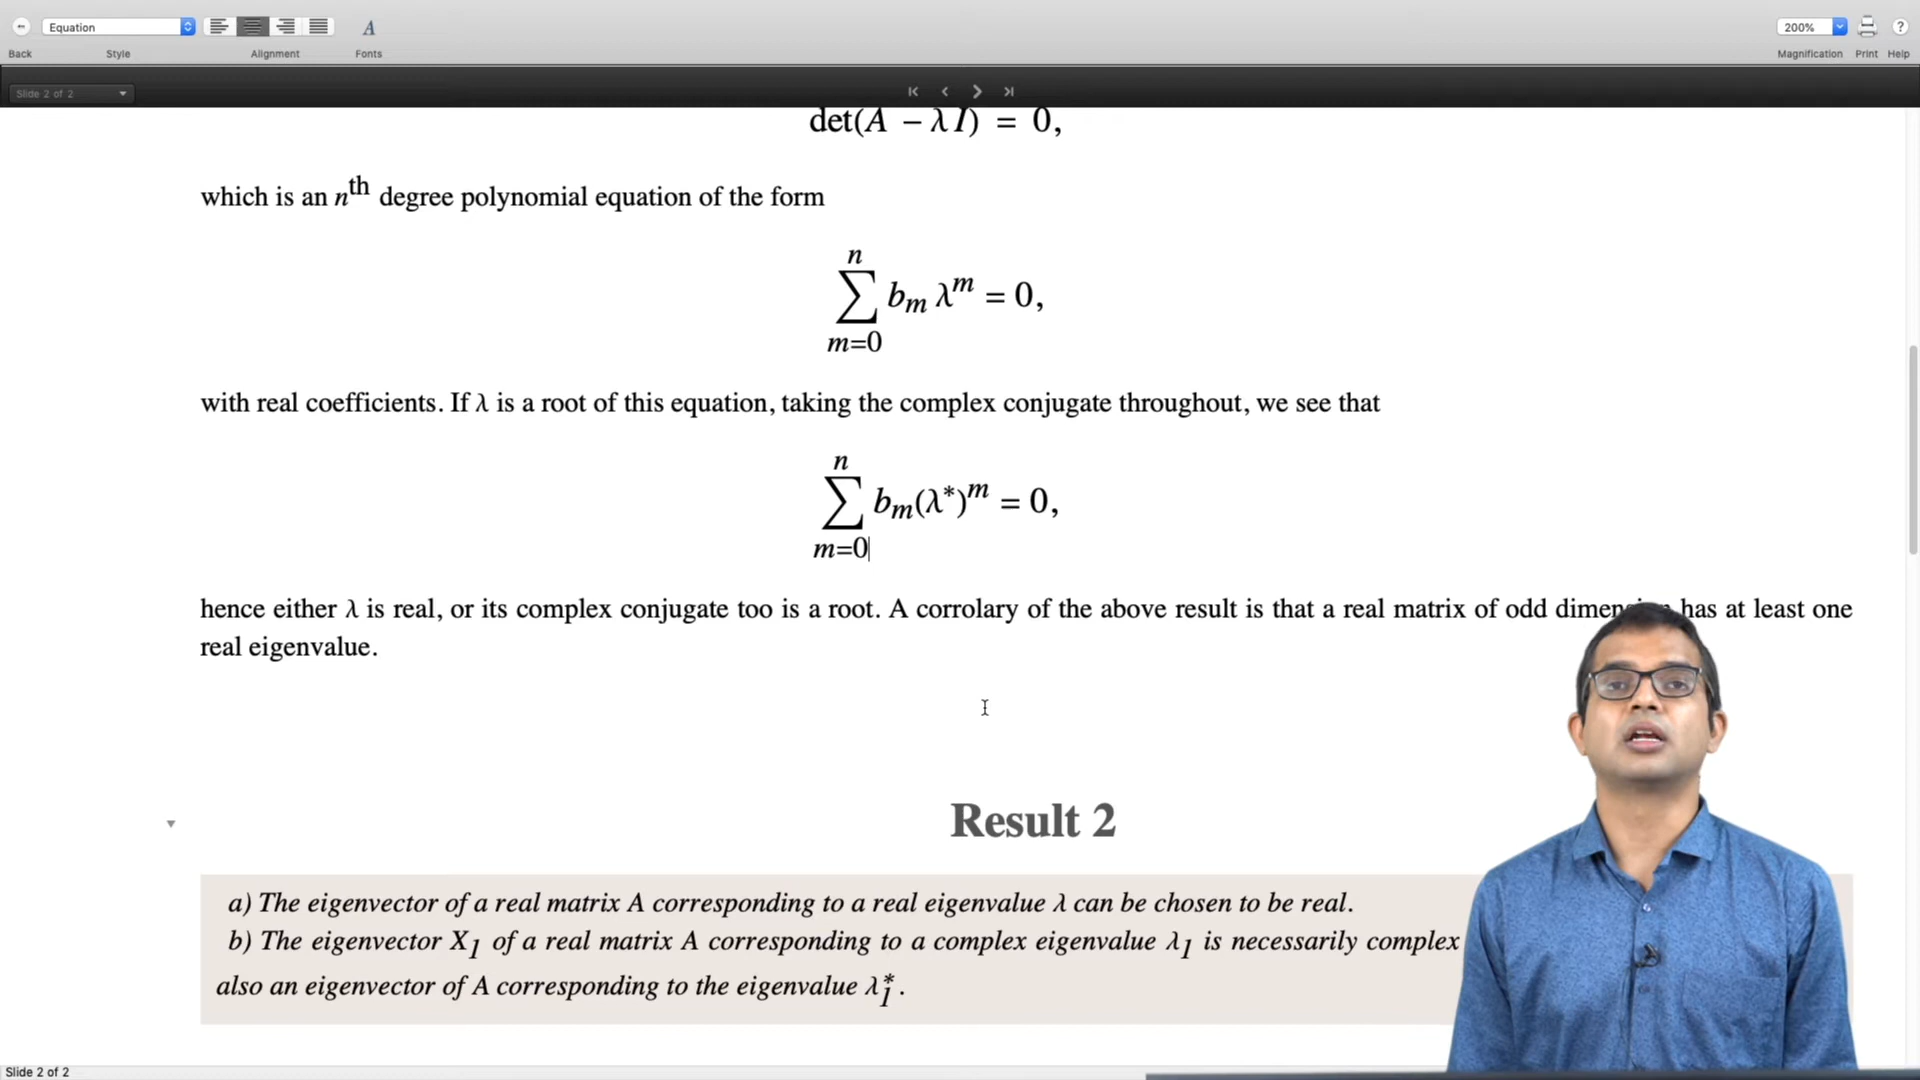 Equation
200%
Back
Style
Alignment
Fonts
Magnification
Print
Help
Slide 2 of 2
det(A − λ I) = 0,
which is an nth degree polynomial equation of the form
n
∑ bm λ^m = 0,
m=0
with real coefficients. If λ is a root of this equation, taking the complex conjugate throughout, we see that
n
∑ bm(λ*)^m = 0,
m=0
hence either λ is real, or its complex conjugate too is a root. A corrolary of the above result is that a real matrix of odd has at least one
real eigenvalue.
Result 2
a) The eigenvector of a real matrix A corresponding to a real eigenvalue λ can be chosen to be real.
b) The eigenvector X1 of a real matrix A corresponding to a complex eigenvalue λ1 is necessarily complex
also an eigenvector of A corresponding to the eigenvalue λ1*.
Slide 2 of 2